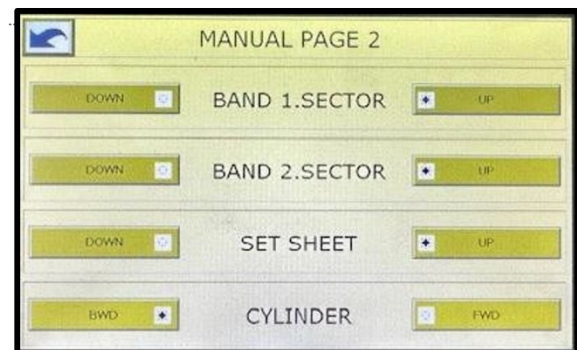 MANUAL PAGE 2
DOWN BAND 1.SECTOR UP
DOWN BAND 2.SECTOR UP
DOWN SET SHEET UP
BWD CYLINDER FWD